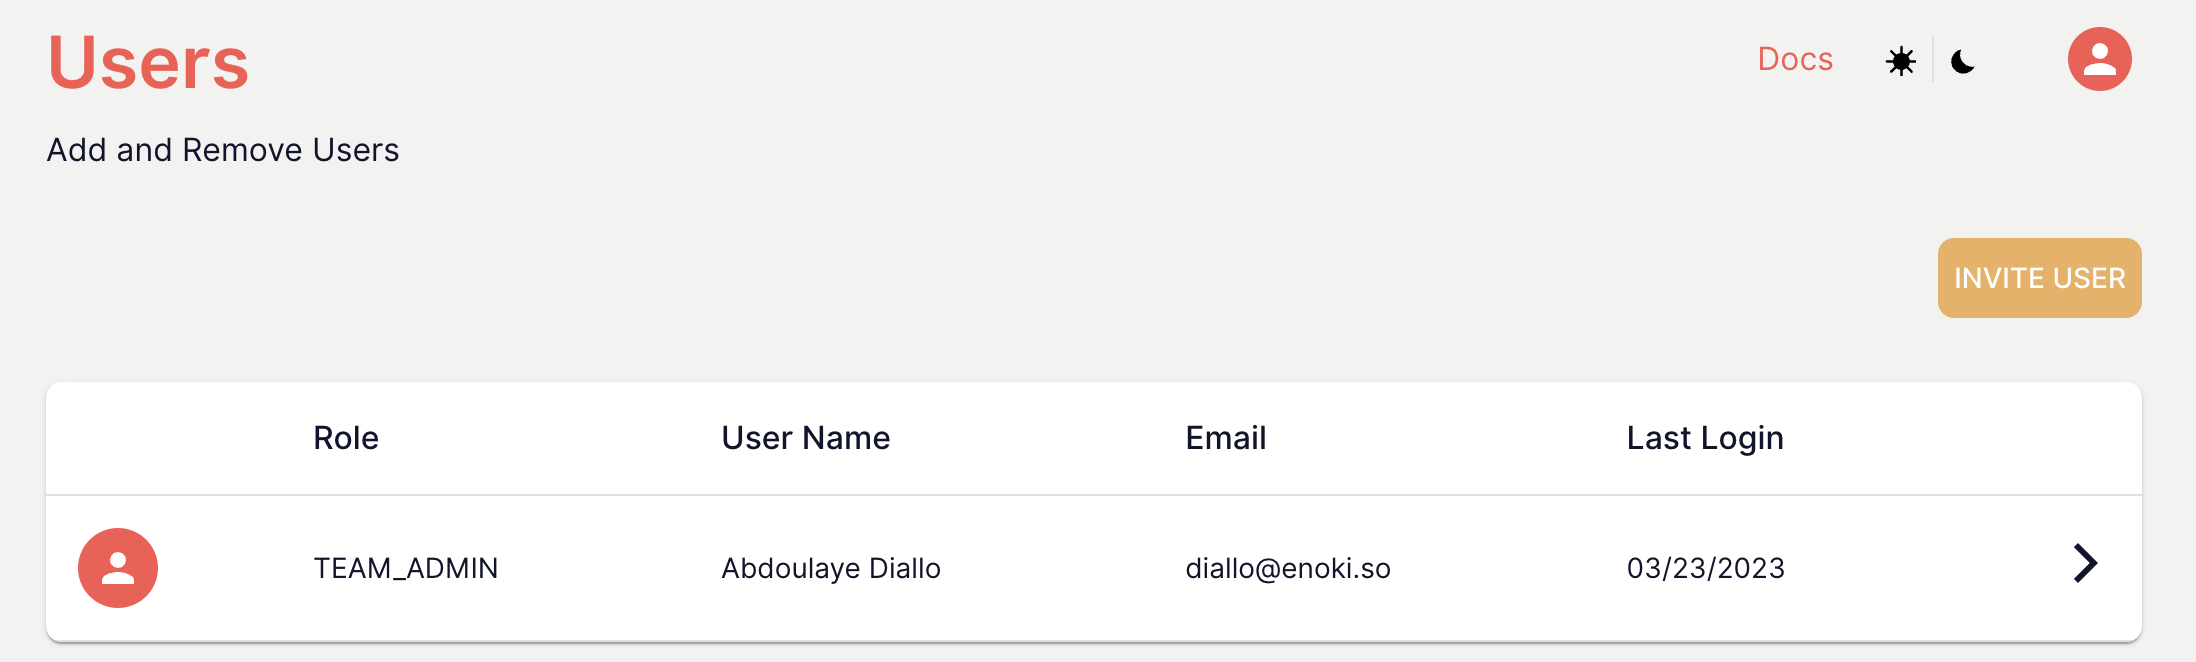 Users
Docs
Add and Remove Users
INVITE USER
Role User Name Email Last Login
TEAM_ADMIN Abdoulaye Diallo diallo@enoki.so 03/23/2023